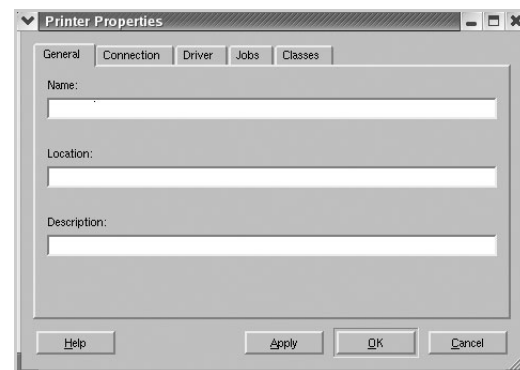 Printer Properties
General Connection Driver Jobs Classes
Name:
Location:
Description:
Help Apply OK Cancel